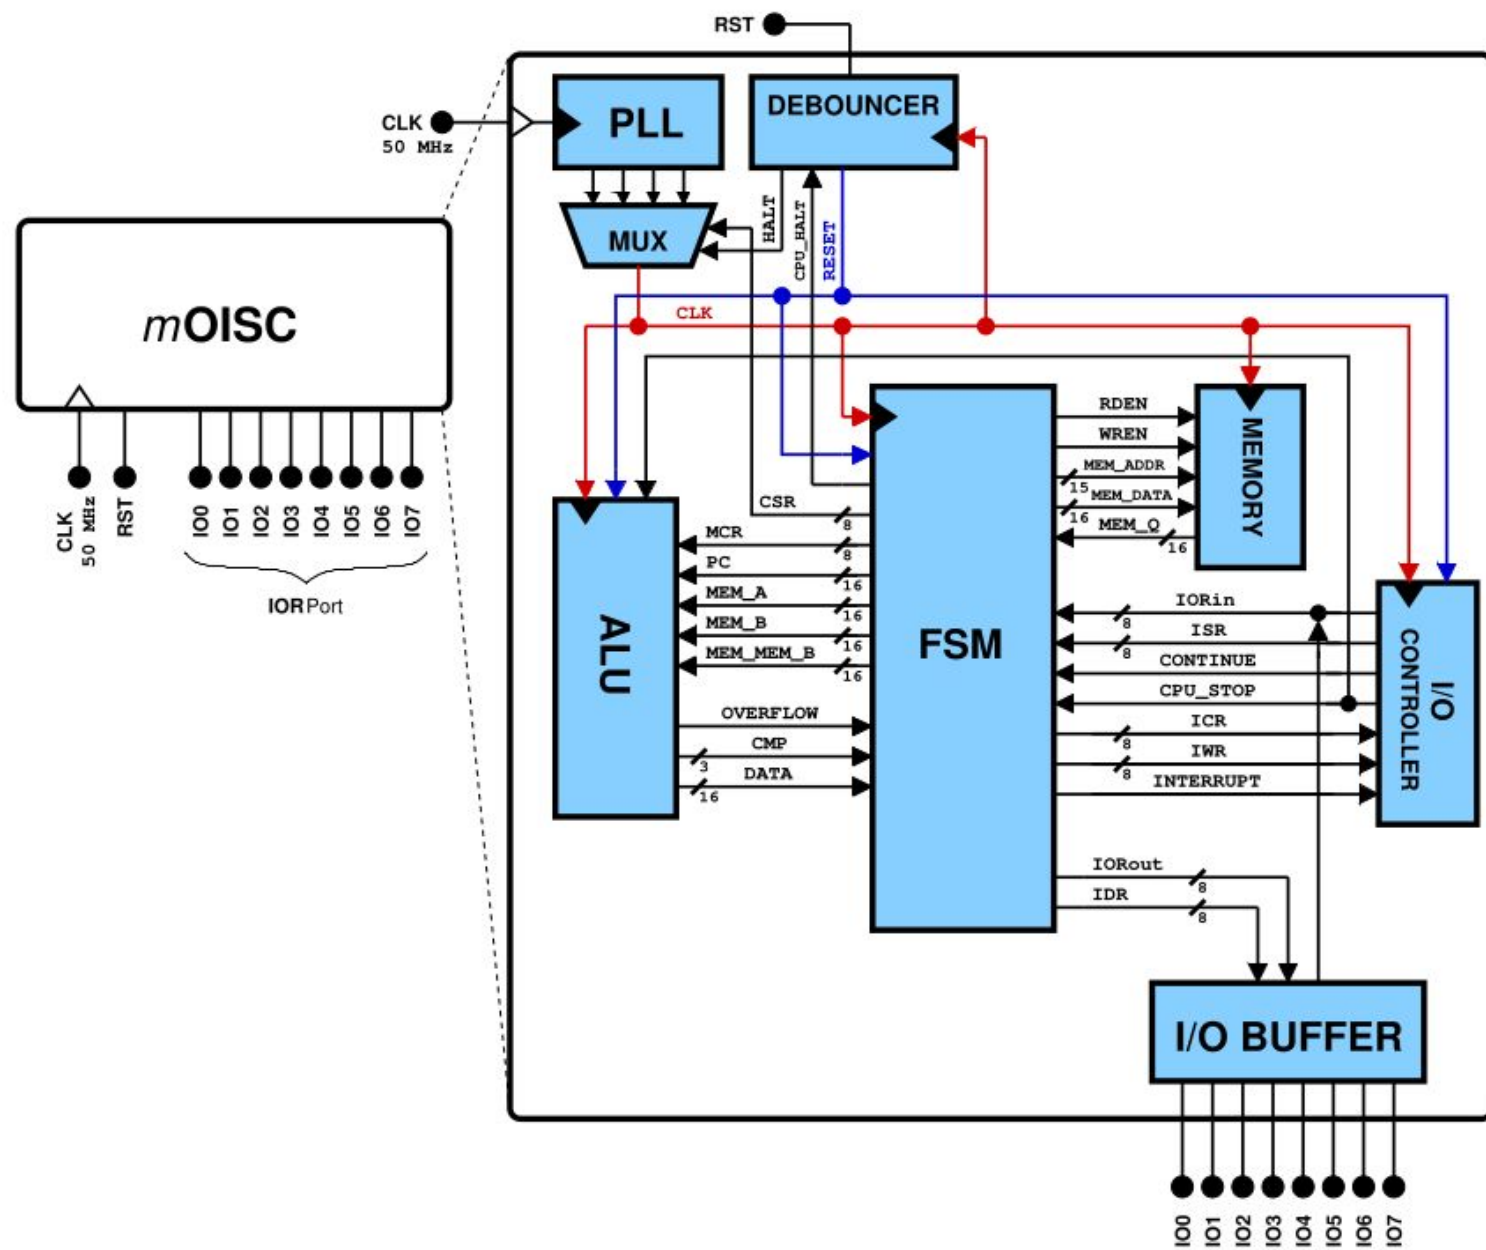 RST
CLK
50 MHz
PLL
DEBOUNCER
MUX
HALT
CPU_HALT
RESET
CLK
mOISC
CLK
50 MHz
RST
IO0
IO1
IO2
IO3
IO4
IO5
IO6
IO7
IOR Port
CSR
8
MCR
8
PC
16
MEM_A
16
MEM_B
16
MEM_MEM_B
16
OVERFLOW
CMP
3
DATA
16
ALU
FSM
RDEN
WREN
MEM_ADDR
15
MEM_DATA
16
MEM_Q
16
MEMORY
IORin
8
ISR
8
CONTINUE
CPU_STOP
ICR
8
IWR
8
INTERRUPT
I/O
CONTROLLER
IORout
8
IDR
8
I/O BUFFER
IO0
IO1
IO2
IO3
IO4
IO5
IO6
IO7